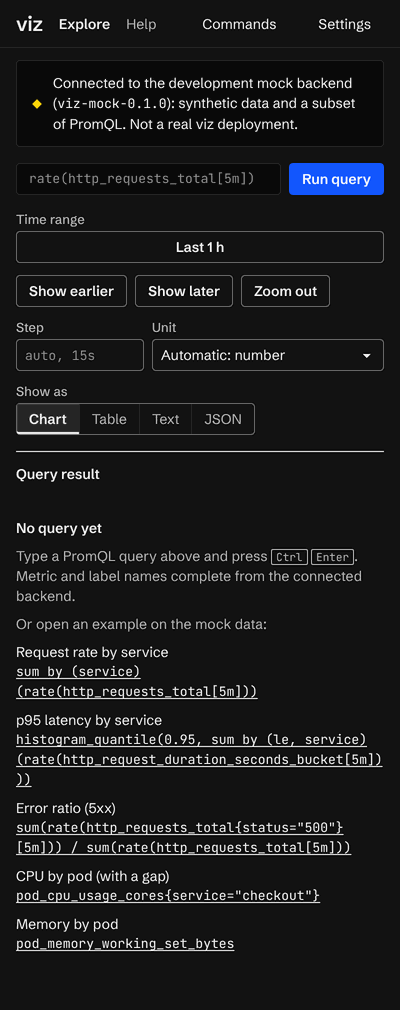 viz Explore Help Commands Settings
Connected to the development mock backend
(viz-mock-0.1.0): synthetic data and a subset
of PromQL. Not a real viz deployment.
rate(http_requests_total[5m]) Run query
Time range
Last 1 h
Show earlier Show later Zoom out
Step Unit
auto, 15s Automatic: number
Show as
Chart Table Text JSON
Query result
No query yet
Type a PromQL query above and press Ctrl Enter.
Metric and label names complete from the connected
backend.
Or open an example on the mock data:
Request rate by service
sum by (service)
(rate(http_requests_total[5m]))
p95 latency by service
histogram_quantile(0.95, sum by (le, service)
(rate(http_request_duration_seconds_bucket[5m])
))
Error ratio (5xx)
sum(rate(http_requests_total{status="500"}
[5m])) / sum(rate(http_requests_total[5m]))
CPU by pod (with a gap)
pod_cpu_usage_cores{service="checkout"}
Memory by pod
pod_memory_working_set_bytes